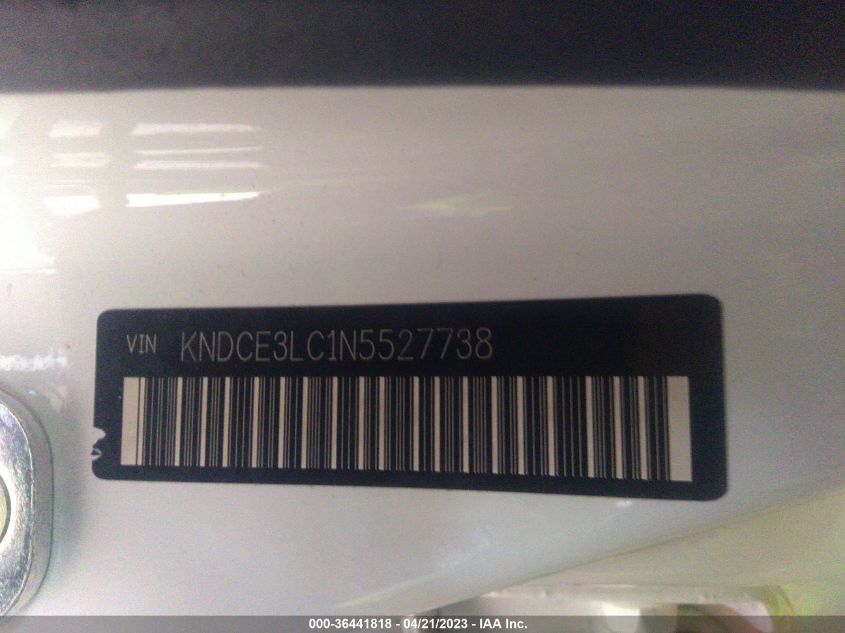 VIN KNDCE3LC1N5527738
000-36441818 - 04/21/2023 - IAA Inc.